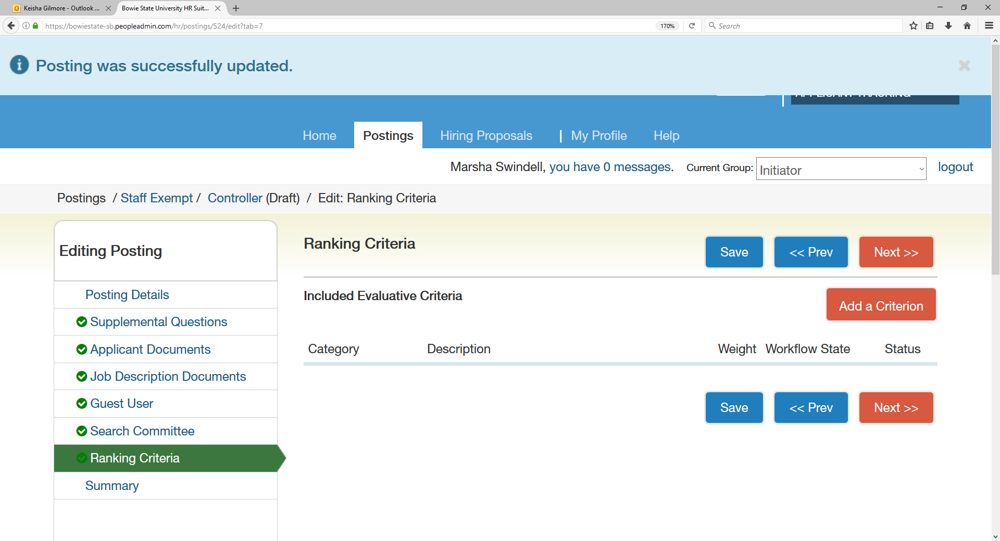 Keisha Gilmore - Outlook ...
Bowie State University HR Suit...
https://bowiestate-sb.peopleadmin.com/hr/postings/524/edit?tab=7
170%
Search
Posting was successfully updated.
APPLICANT TRACKING
Home Postings Hiring Proposals | My Profile Help
Marsha Swindell, you have 0 messages. Current Group: Initiator logout
Postings / Staff Exempt / Controller (Draft) / Edit: Ranking Criteria
Editing Posting
Posting Details
Supplemental Questions
Applicant Documents
Job Description Documents
Guest User
Search Committee
Ranking Criteria
Summary
Ranking Criteria
Save << Prev Next >>
Included Evaluative Criteria
Add a Criterion
Category Description Weight Workflow State Status
Save << Prev Next >>